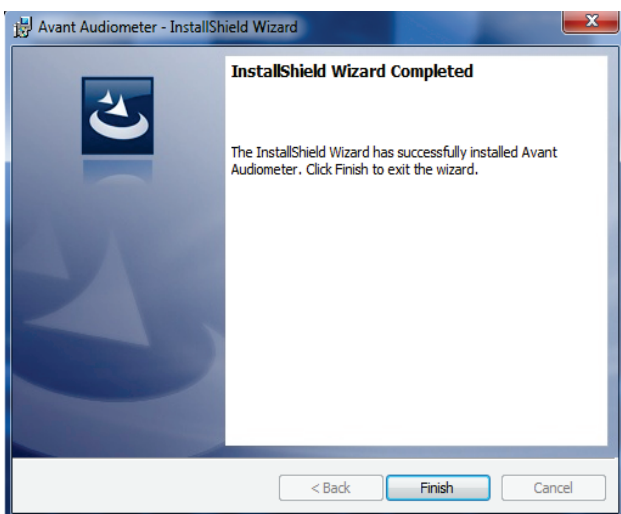 Avant Audiometer - InstallShield Wizard
InstallShield Wizard Completed
The InstallShield Wizard has successfully installed Avant
Audiometer. Click Finish to exit the wizard.
< Back Finish Cancel